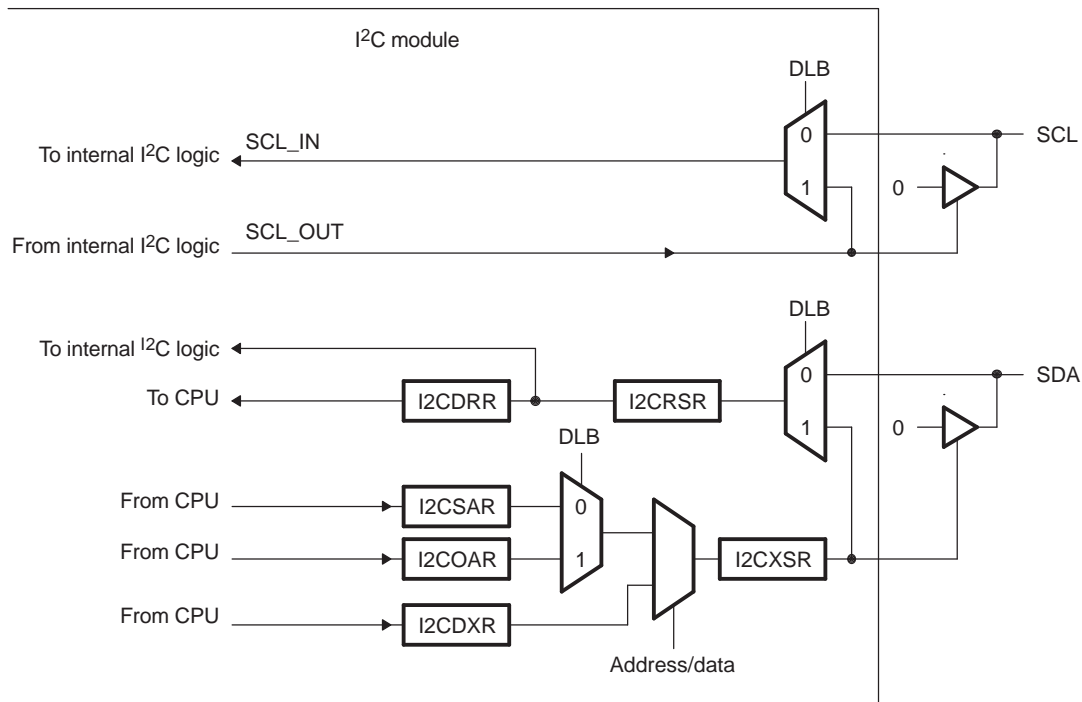 I²C module
DLB
0
SCL
SCL_IN
To internal I²C logic
1
0
SCL_OUT
From internal I²C logic
DLB
To internal I²C logic
0
SDA
To CPU
I2CDRR
I2CRSR
1
0
DLB
From CPU
I2CSAR
0
From CPU
I2COAR
1
I2CXSR
From CPU
I2CDXR
Address/data